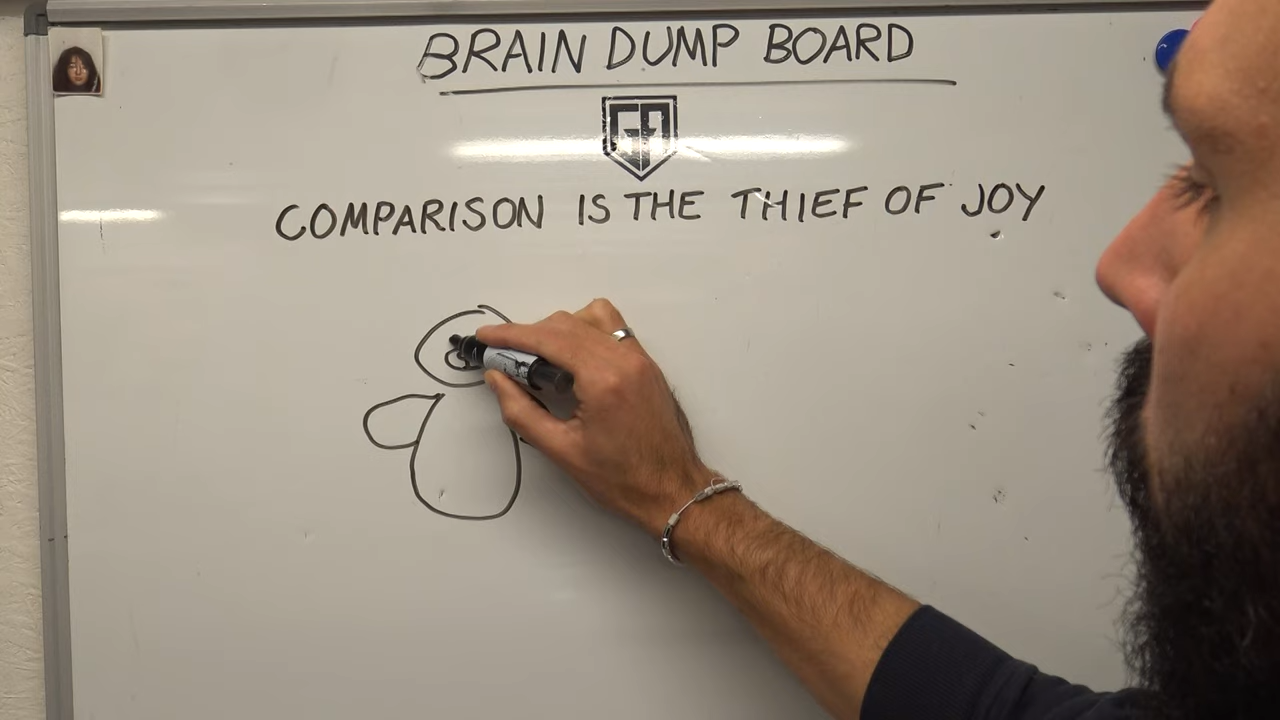 BRAIN DUMP BOARD
COMPARISON IS THE THIEF OF JOY